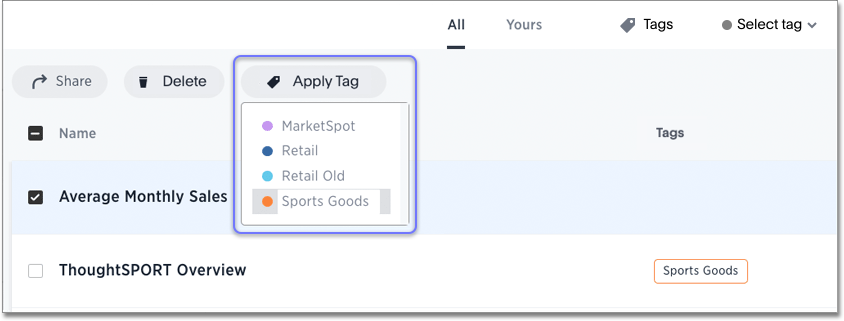 All Yours Tags Select tag
Share Delete Apply Tag
MarketSpot
Name Tags
Retail
Retail Old
Average Monthly Sales
Sports Goods
ThoughtSPORT Overview Sports Goods